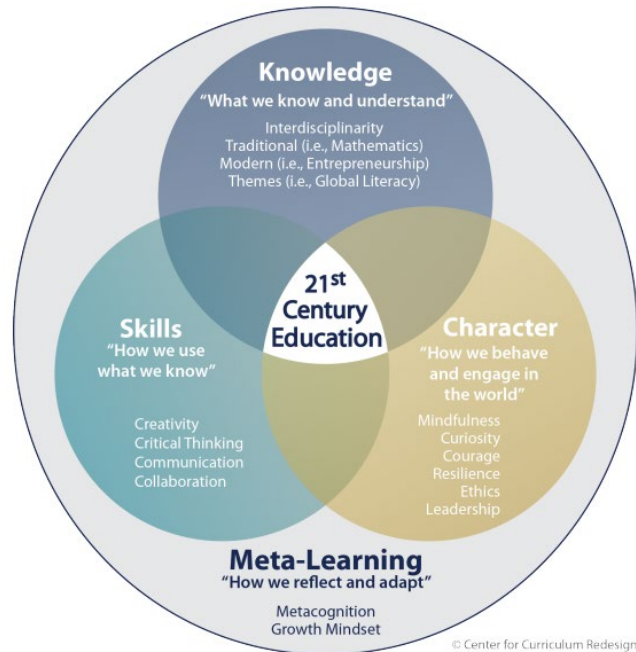 Knowledge
“What we know and understand”
Interdisciplinarity
Traditional (i.e., Mathematics)
Modern (i.e., Entrepreneurship)
Themes (i.e., Global Literacy)
21st
Century
Education
Skills
“How we use
what we know”
Creativity
Critical Thinking
Communication
Collaboration
Character
“How we behave
and engage in
the world”
Mindfulness
Curiosity
Courage
Resilience
Ethics
Leadership
Meta-Learning
“How we reflect and adapt”
Metacognition
Growth Mindset
© Center for Curriculum Redesign